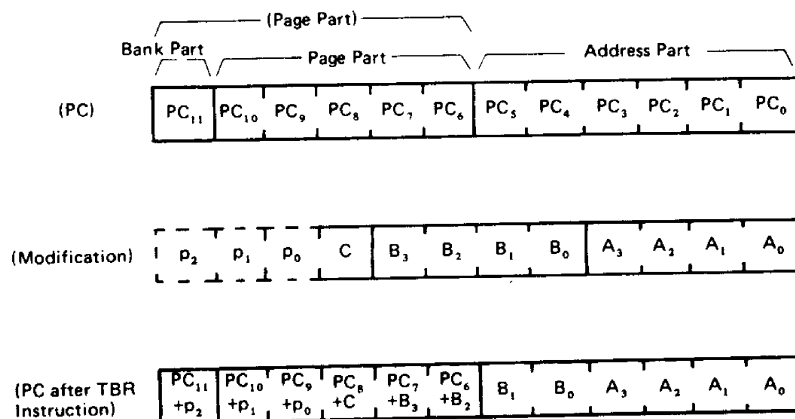 (Page Part)
Bank Part Page Part Address Part
(PC) PC₁₁ PC₁₀ PC₉ PC₈ PC₇ PC₆ PC₅ PC₄ PC₃ PC₂ PC₁ PC₀
(Modification) p₂ p₁ p₀ C B₃ B₂ B₁ B₀ A₃ A₂ A₁ A₀
(PC after TBR Instruction) PC₁₁ +p₂ PC₁₀ +p₁ PC₉ +p₀ PC₈ +C PC₇ +B₃ PC₆ +B₂ B₁ B₀ A₃ A₂ A₁ A₀